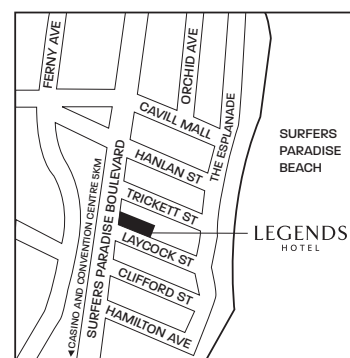 FERNY AVE
ORCHID AVE
CAVILL MALL
HANLAN ST
THE ESPLANADE
SURFERS
PARADISE
BEACH
TRICKETT ST
LEGENDS
HOTEL
LAYCOCK ST
CLIFFORD ST
HAMILTON AVE
SURFERS PARADISE BOULEVARD
◄CASINO AND CONVENTION CENTRE 5KM